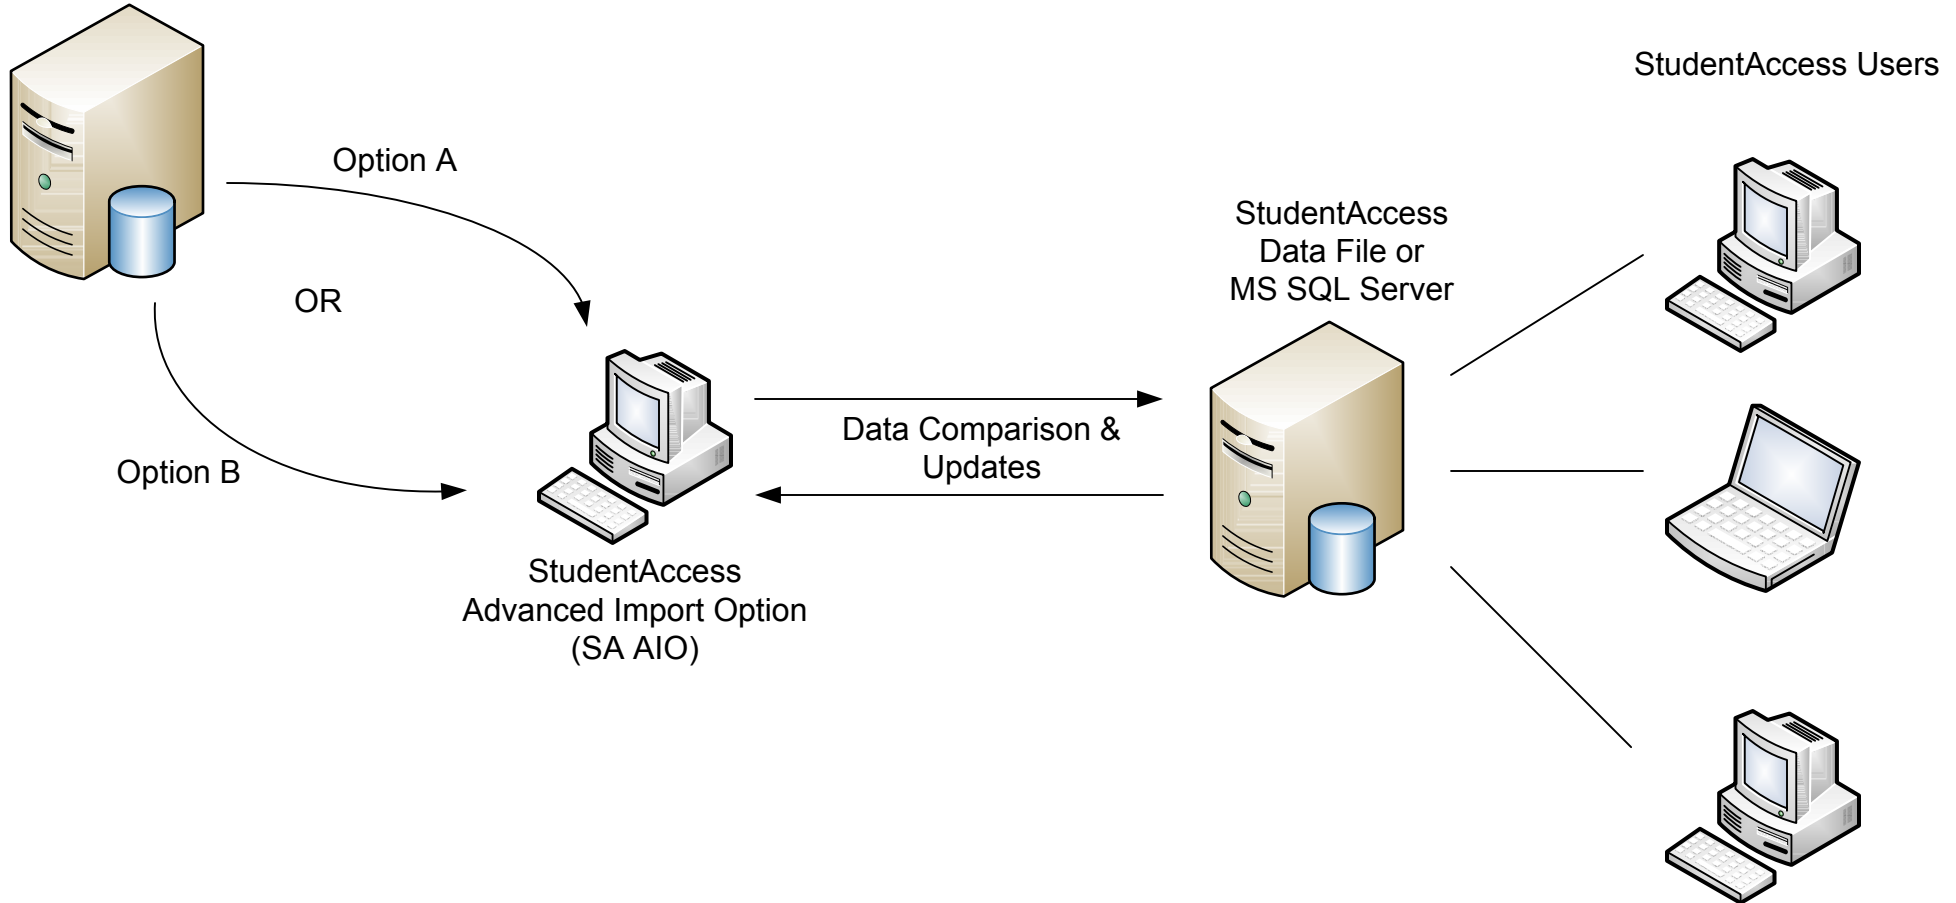 StudentAccess Users
Option A
StudentAccess
Data File or
MS SQL Server
OR
Data Comparison &
Updates
Option B
StudentAccess
Advanced Import Option
(SA AIO)